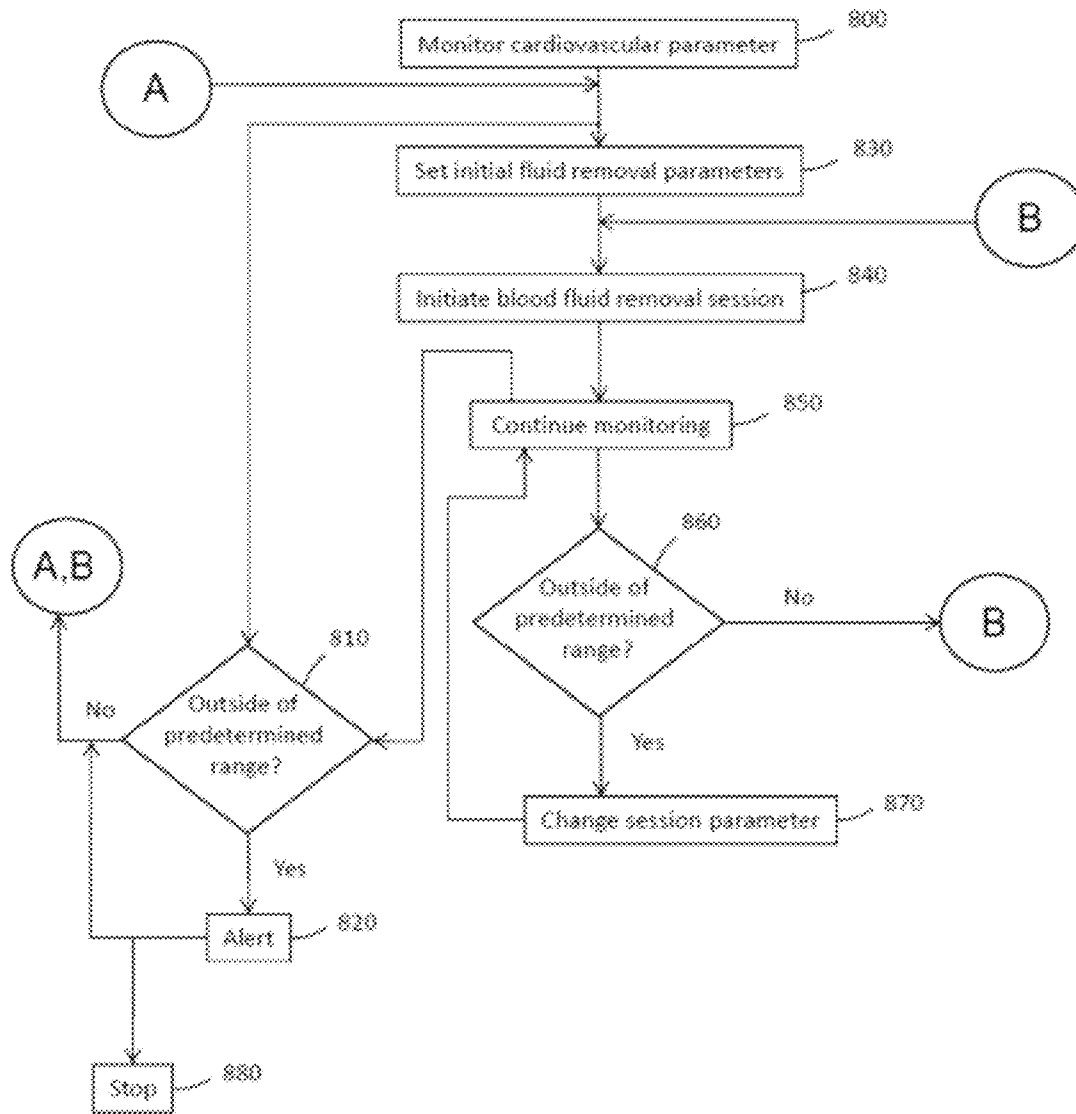 Monitor cardiovascular parameter
800
A
Set initial fluid removal parameters
830
B
Initiate blood fluid removal session
840
Continue monitoring
850
860
Outside of
predetermined
range?
No
B
A,B
810
No
Outside of
predetermined
range?
Yes
Change session parameter
870
Yes
Alert
820
Stop
880